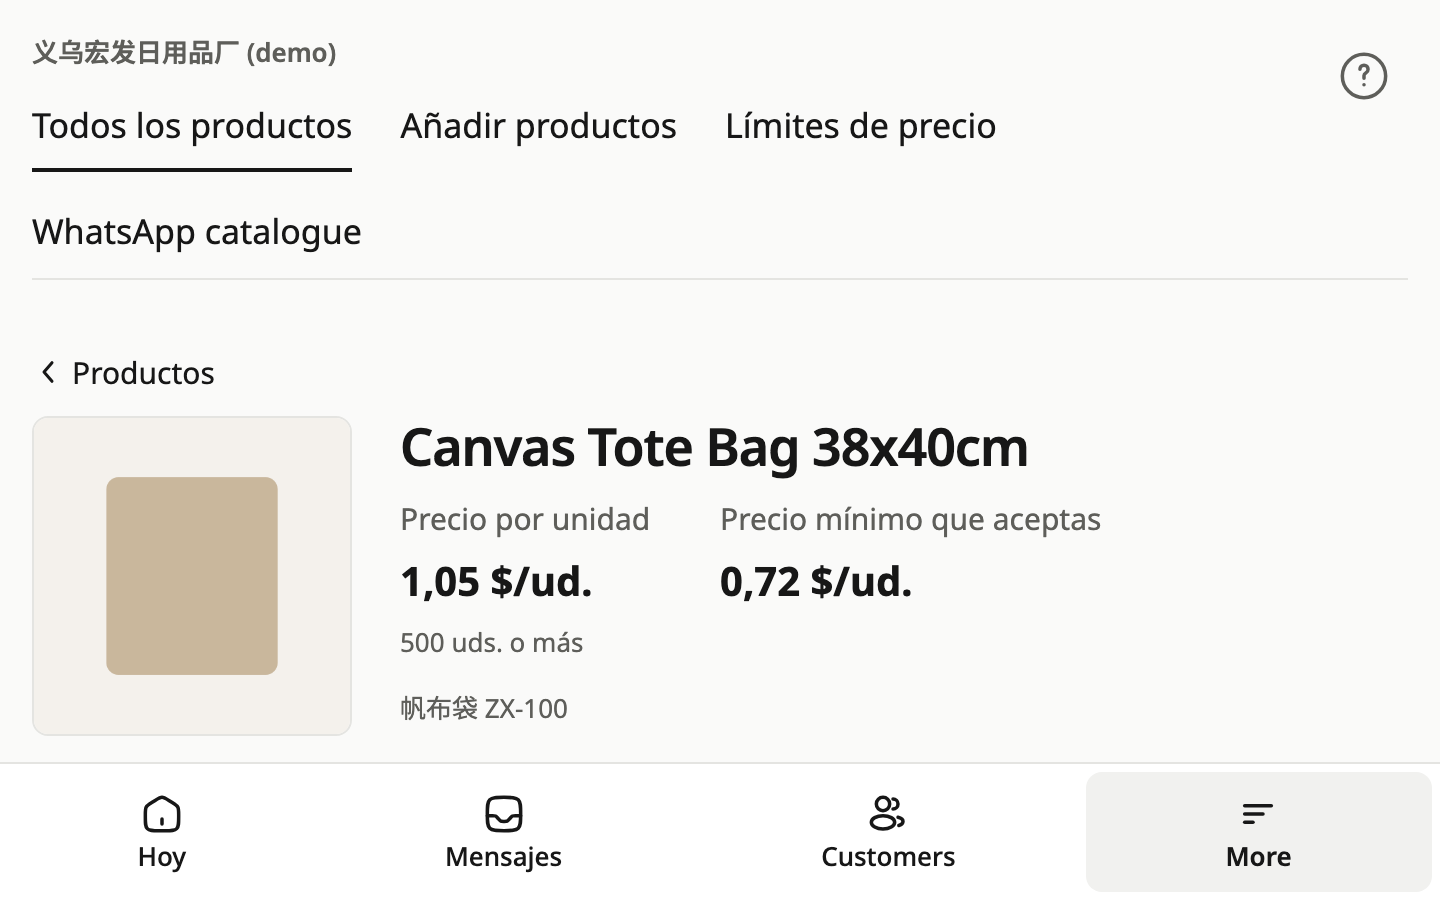 义乌宏发日用品厂 (demo)
?
Todos los productos
Añadir productos
Límites de precio
WhatsApp catalogue
Productos
Canvas Tote Bag 38x40cm
Precio por unidad
Precio mínimo que aceptas
1,05 $/ud.
0,72 $/ud.
500 uds. o más
帆布袋 ZX-100
Hoy
Mensajes
Customers
More